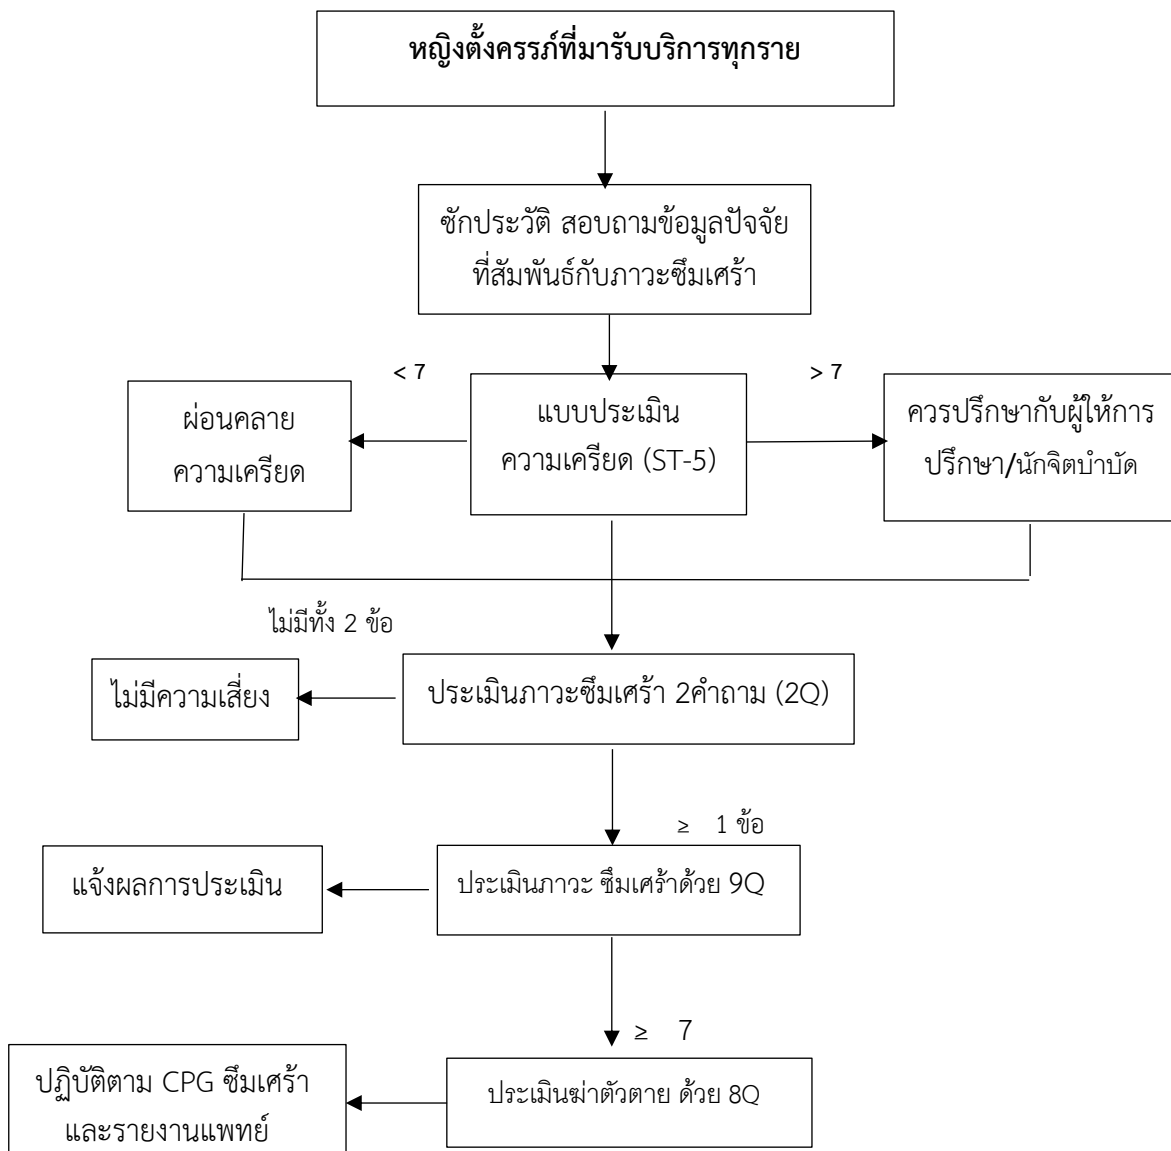 หญิงตั้งครรภ์ที่มารับบริการทุกราย
ซักประวัติ สอบถามข้อมูลปัจจัย
ที่สัมพันธ์กับภาวะซึมเศร้า
< 7
> 7
ผ่อนคลาย
ความเครียด
แบบประเมิน
ความเครียด (ST-5)
ควรปรึกษากับผู้ให้การ
ปรึกษา/นักจิตบำบัด
ไม่มีทั้ง 2 ข้อ
ไม่มีความเสี่ยง
ประเมินภาวะซึมเศร้า 2คำถาม (2Q)
≥ 1 ข้อ
แจ้งผลการประเมิน
ประเมินภาวะ ซึมเศร้าด้วย 9Q
≥ 7
ปฏิบัติตาม CPG ซึมเศร้า
และรายงานแพทย์
ประเมินฆ่าตัวตาย ด้วย 8Q